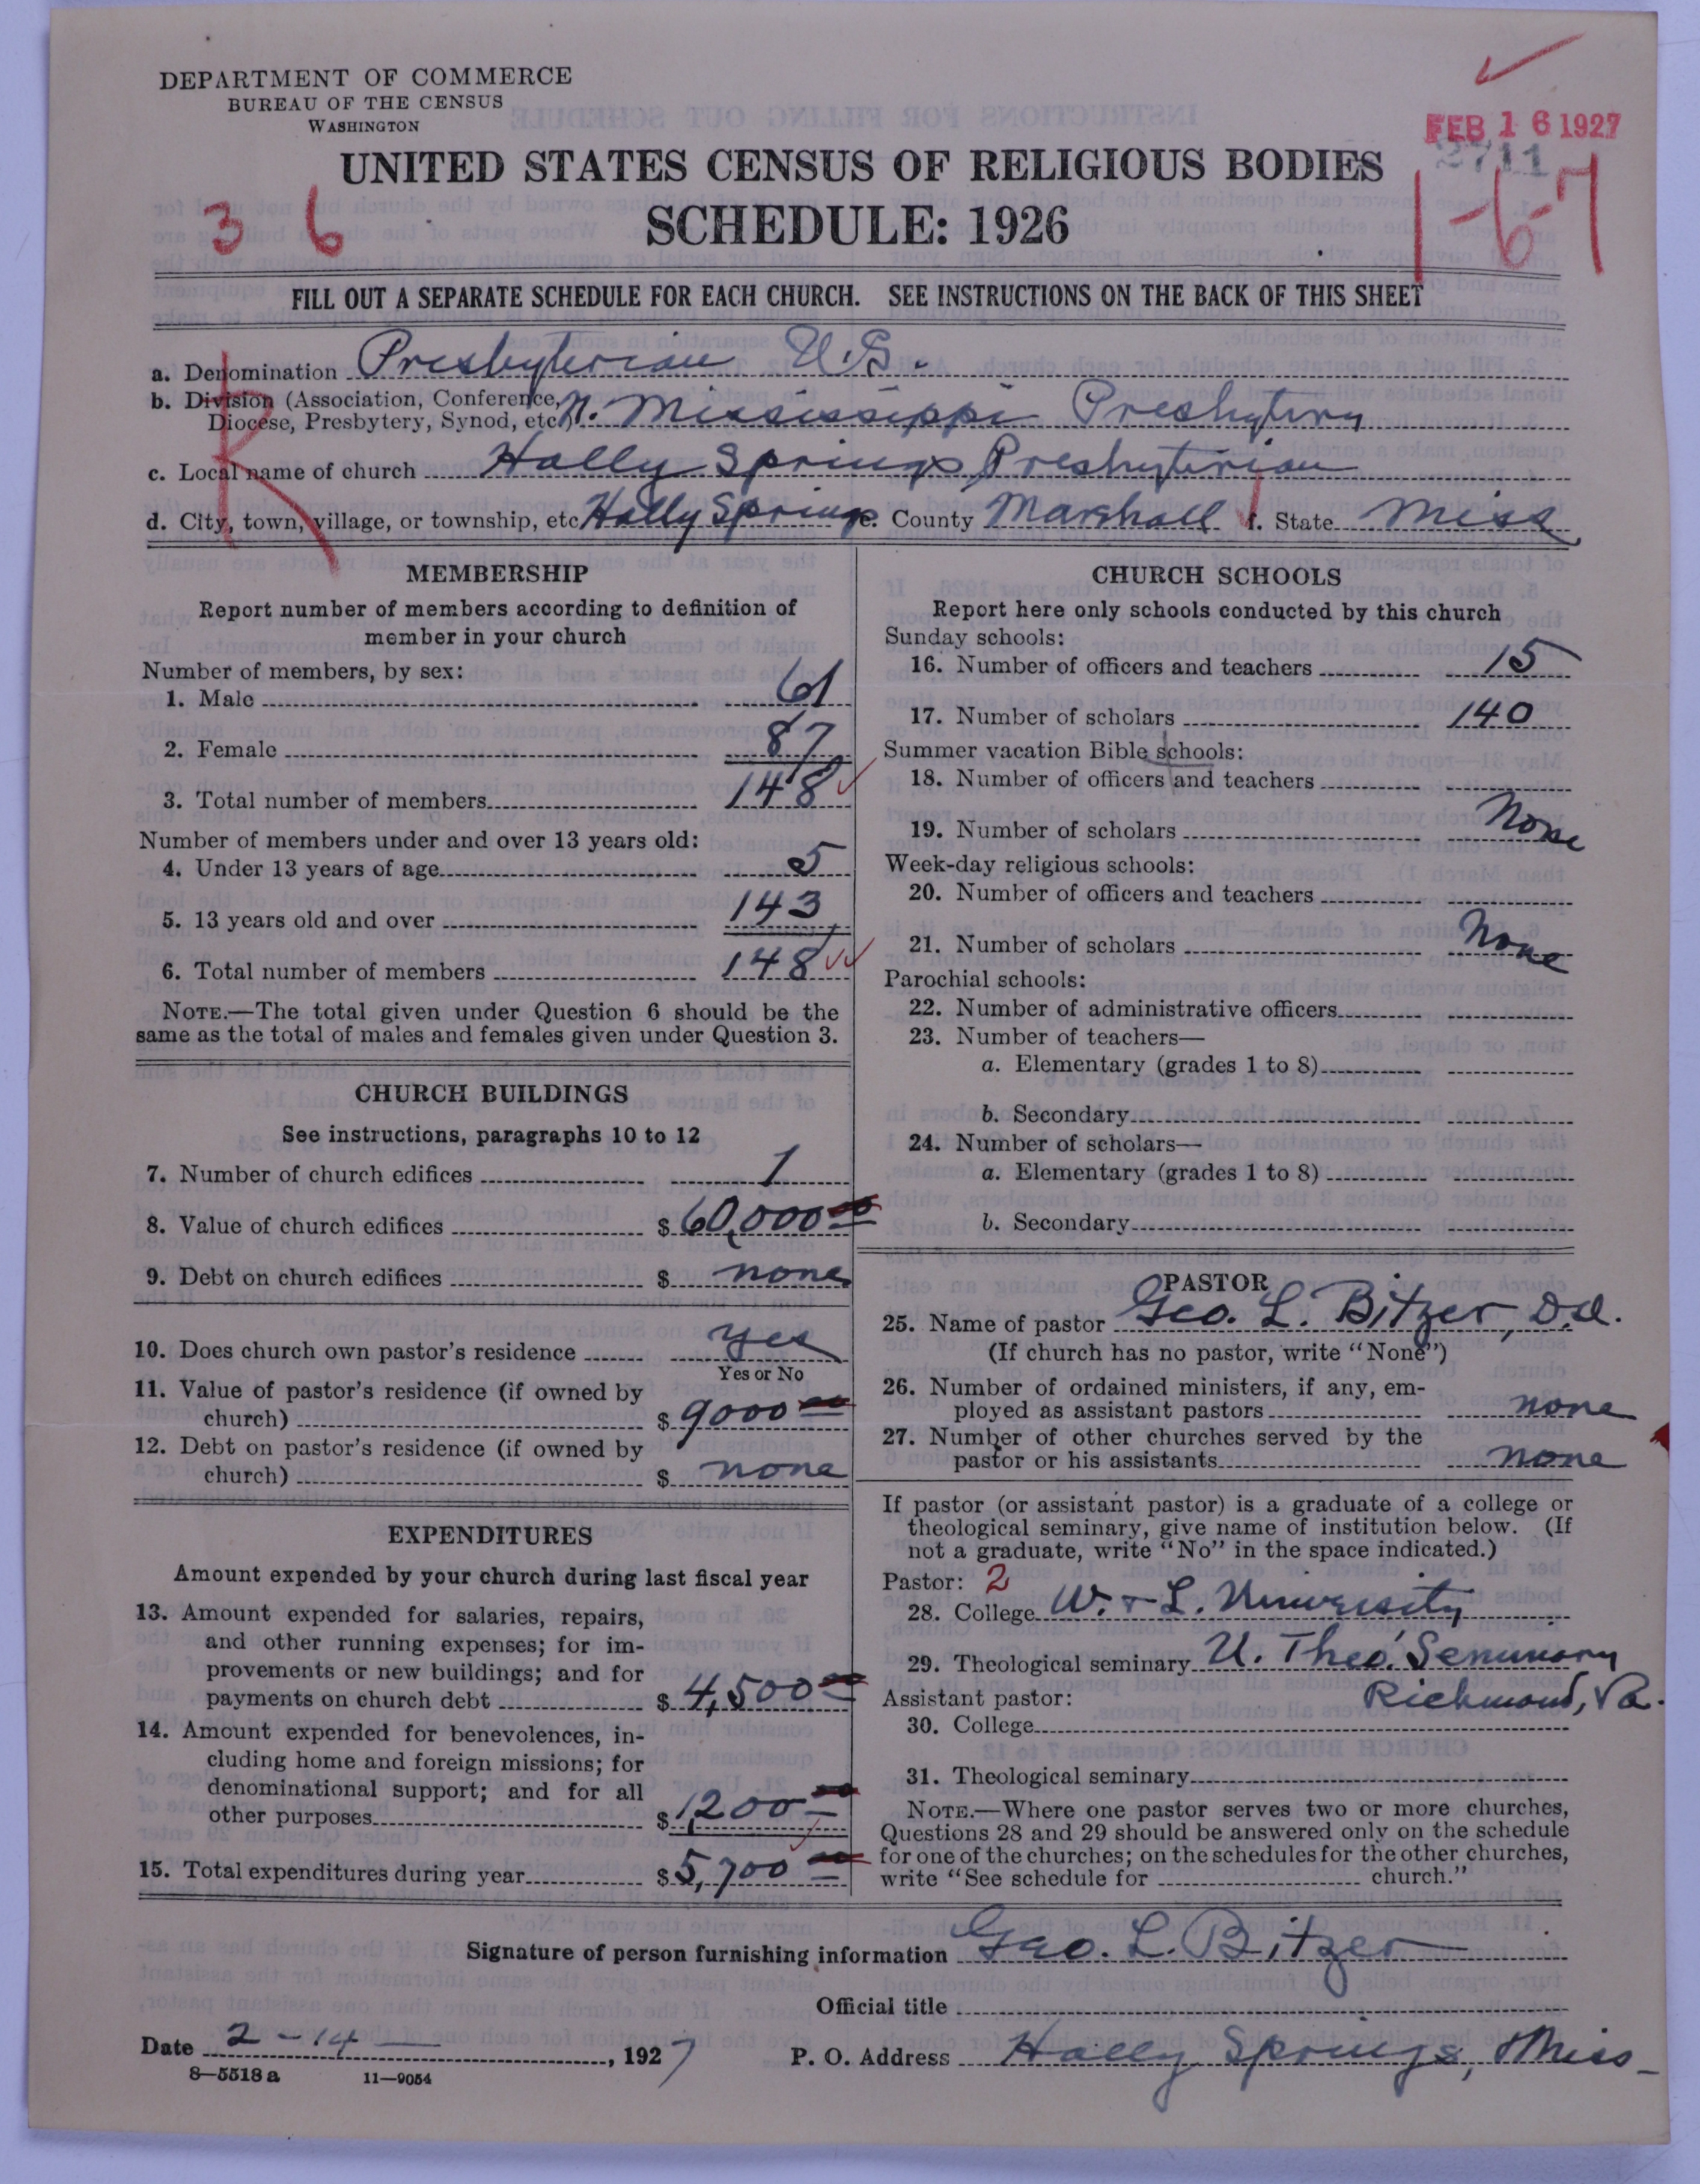 DEPARTMENT OF COMMERCE
BUREAU OF THE CENSUS
WASHINGTON
FEB 16 1927
2711
UNITED STATES CENSUS OF RELIGIOUS BODIES
SCHEDULE: 1926
3 6
1-6-7
FILL OUT A SEPARATE SCHEDULE FOR EACH CHURCH. SEE INSTRUCTIONS ON THE BACK OF THIS SHEET
R
a. Denomination Presbyterian U.S.
b. Division (Association, Conference,
Diocese, Presbytery, Synod, etc.) N. Mississippi Presbytery
c. Local name of church Holly Springs Presbyterian
d. City, town, village, or township, etc. Holly Springs e. County Marshall f. State Miss
MEMBERSHIP
Report number of members according to definition of
member in your church
Number of members, by sex:
1. Male 61
2. Female 87
3. Total number of members 148
Number of members under and over 13 years old:
4. Under 13 years of age 5
5. 13 years old and over 143
6. Total number of members 148
NOTE.—The total given under Question 6 should be the
same as the total of males and females given under Question 3.
CHURCH BUILDINGS
See instructions, paragraphs 10 to 12
7. Number of church edifices 1
8. Value of church edifices $ 60,000
9. Debt on church edifices $ none
10. Does church own pastor's residence yes
Yes or No
11. Value of pastor's residence (if owned by
church) $ 9000
12. Debt on pastor's residence (if owned by
church) $ none
EXPENDITURES
Amount expended by your church during last fiscal year
13. Amount expended for salaries, repairs,
and other running expenses; for im-
provements or new buildings; and for
payments on church debt $ 4,500
14. Amount expended for benevolences, in-
cluding home and foreign missions; for
denominational support; and for all
other purposes $ 1200
15. Total expenditures during year $ 5,700
CHURCH SCHOOLS
Report here only schools conducted by this church
Sunday schools:
16. Number of officers and teachers 15
17. Number of scholars 140
Summer vacation Bible schools:
18. Number of officers and teachers
19. Number of scholars None
Week-day religious schools:
20. Number of officers and teachers
21. Number of scholars None
Parochial schools:
22. Number of administrative officers
23. Number of teachers—
a. Elementary (grades 1 to 8)
b. Secondary
24. Number of scholars—
a. Elementary (grades 1 to 8)
b. Secondary
PASTOR
25. Name of pastor Geo. L. Bitzer, D.D.
(If church has no pastor, write "None")
26. Number of ordained ministers, if any, em-
ployed as assistant pastors none
27. Number of other churches served by the
pastor or his assistants none
If pastor (or assistant pastor) is a graduate of a college or
theological seminary, give name of institution below. (If
not a graduate, write "No" in the space indicated.)
Pastor: 2
28. College W. & L. University
29. Theological seminary U. Theo. Seminary
Assistant pastor: Richmond, Va.
30. College
31. Theological seminary
NOTE.—Where one pastor serves two or more churches,
Questions 28 and 29 should be answered only on the schedule
for one of the churches; on the schedules for the other churches,
write "See schedule for church."
Signature of person furnishing information Geo. L. Bitzer
Official title
Date 2-14—, 1927 P. O. Address Holly Springs, Miss
8—5518 a 11—9054